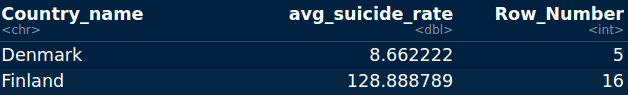 Country_name avg_suicide_rate Row_Number
<chr> <dbl> <int>
Denmark 8.662222 5
Finland 128.888789 16